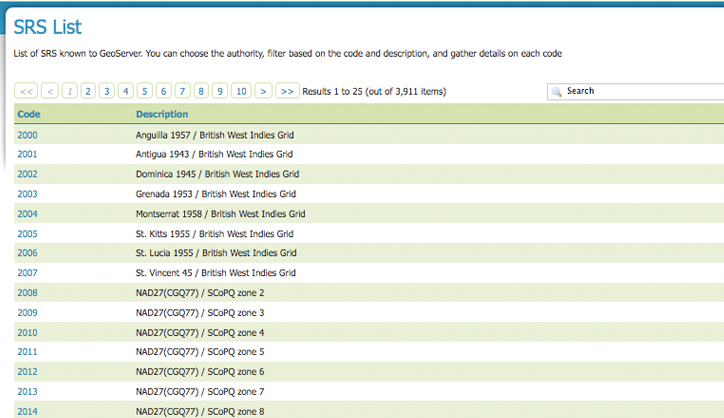 SRS List
List of SRS known to GeoServer. You can choose the authority, filter based on the code and description, and gather details on each code
<< < 1 2 3 4 5 6 7 8 9 10 > >> Results 1 to 25 (out of 3,911 items) Search
Code Description
2000 Anguilla 1957 / British West Indies Grid
2001 Antigua 1943 / British West Indies Grid
2002 Dominica 1945 / British West Indies Grid
2003 Grenada 1953 / British West Indies Grid
2004 Montserrat 1958 / British West Indies Grid
2005 St. Kitts 1955 / British West Indies Grid
2006 St. Lucia 1955 / British West Indies Grid
2007 St. Vincent 45 / British West Indies Grid
2008 NAD27(CGQ77) / SCoPQ zone 2
2009 NAD27(CGQ77) / SCoPQ zone 3
2010 NAD27(CGQ77) / SCoPQ zone 4
2011 NAD27(CGQ77) / SCoPQ zone 5
2012 NAD27(CGQ77) / SCoPQ zone 6
2013 NAD27(CGQ77) / SCoPQ zone 7
2014 NAD27(CGQ77) / SCoPQ zone 8